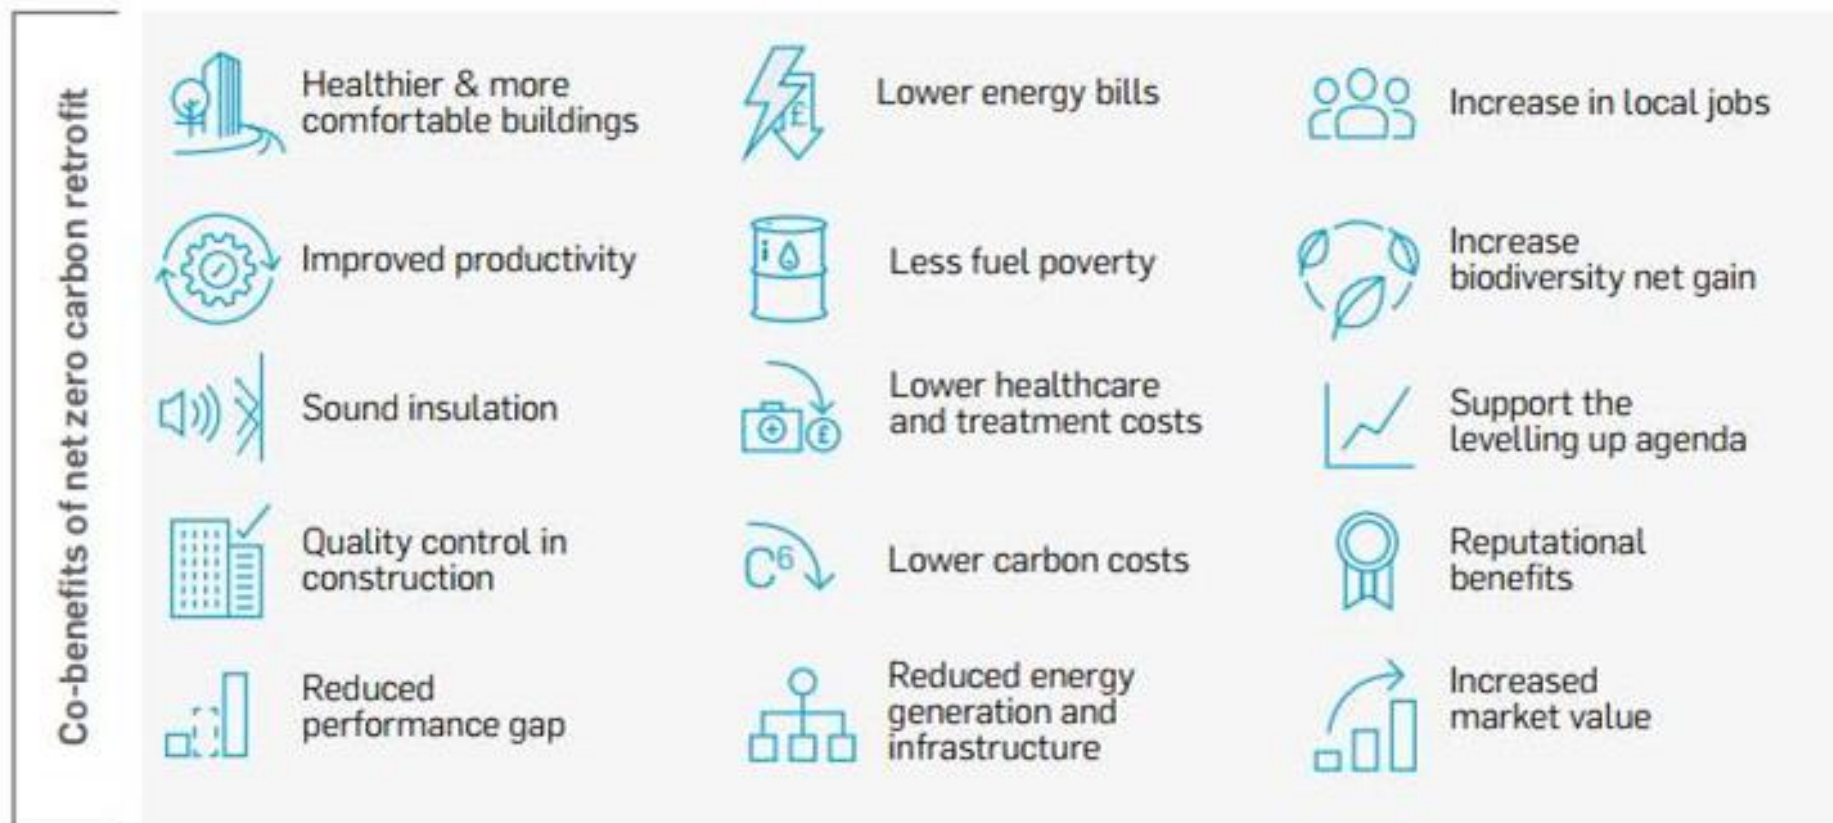 Co-benefits of net zero carbon retrofit
Healthier & more
comfortable buildings
Improved productivity
Sound insulation
Quality control in
construction
Reduced
performance gap
£
Lower energy bills
Less fuel poverty
£
Lower healthcare
and treatment costs
C⁶
Lower carbon costs
Reduced energy
generation and
infrastructure
Increase in local jobs
Increase
biodiversity net gain
Support the
levelling up agenda
Reputational
benefits
Increased
market value